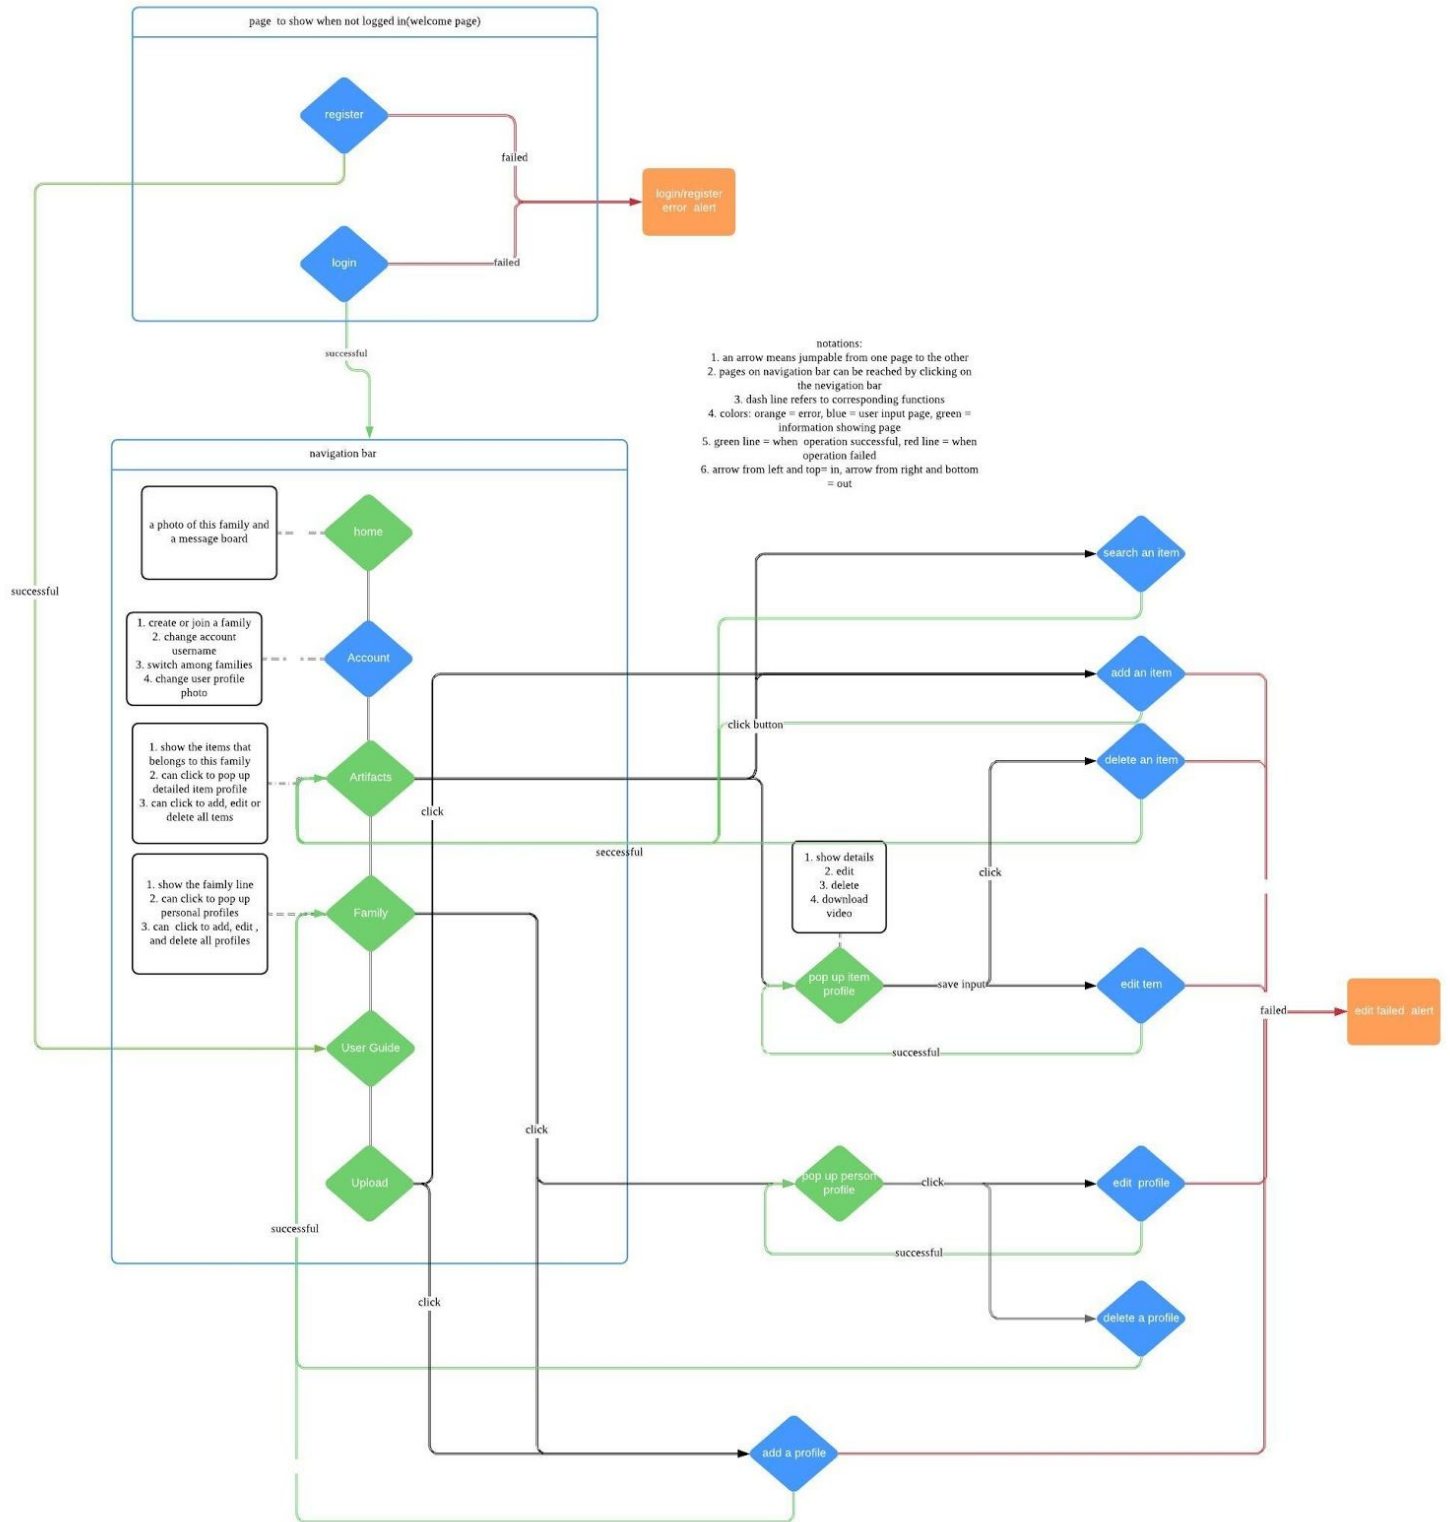 page  to show when not logged in(welcome page)
register
failed
login/register
error  alert
login
failed
successful
notations:
1. an arrow means jumpable from one page to the other
2. pages on navigation bar can be reached by clicking on
the nevigation bar
3. dash line refers to corresponding functions
4. colors: orange = error, blue = user input page, green =
information showing page
5. green line = when  operation successful, red line = when
operation failed
6. arrow from left and top= in, arrow from right and bottom
= out
navigation bar
a photo of this family and
a message board
home
search an item
successful
1. create or join a family
2. change account
username
3. switch among families
4. change user profile
photo
Account
add an item
click button
1. show the items that
belongs to this family
2. can click to pop up
detailed item profile
3. can click to add, edit or
delete all tems
Artifacts
delete an item
click
seccessful
1. show details
2. edit
3. delete
4. download
video
click
1. show the faimly line
2. can click to pop up
personal profiles
3. can  click to add, edit ,
and delete all profiles
Family
pop up item
profile
save input
edit tem
failed
edit failed  alert
User Guide
successful
click
Upload
pop up person
profile
click
edit  profile
successful
successful
click
delete a profile
add a profile